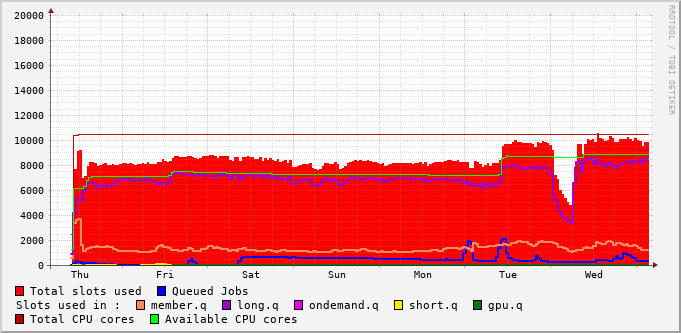 RRDTOOL / TOBI OETIKER
20000
18000
16000
14000
12000
10000
8000
6000
4000
2000
0
Thu Fri Sat Sun Mon Tue Wed
Total slots used Queued Jobs
Slots used in : member.q long.q ondemand.q short.q gpu.q
Total CPU cores Available CPU cores